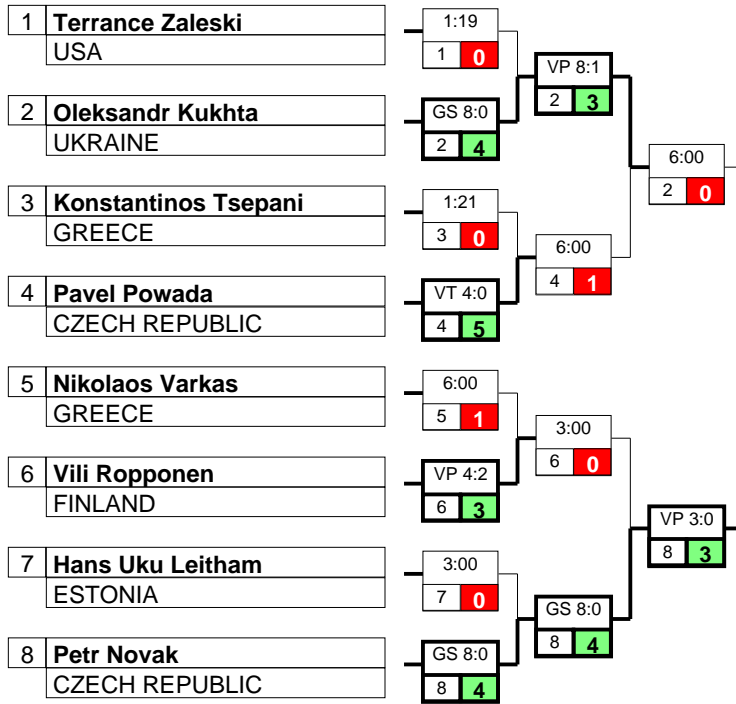 1 Terrance Zaleski
USA
1:19
1 0
VP 8:1
2 3
2 Oleksandr Kukhta
UKRAINE
GS 8:0
2 4
6:00
2 0
3 Konstantinos Tsepani
GREECE
1:21
3 0
6:00
4 1
4 Pavel Powada
CZECH REPUBLIC
VT 4:0
4 5
5 Nikolaos Varkas
GREECE
6:00
5 1
3:00
6 0
6 Vili Ropponen
FINLAND
VP 4:2
6 3
VP 3:0
8 3
7 Hans Uku Leitham
ESTONIA
3:00
7 0
GS 8:0
8 4
8 Petr Novak
CZECH REPUBLIC
GS 8:0
8 4